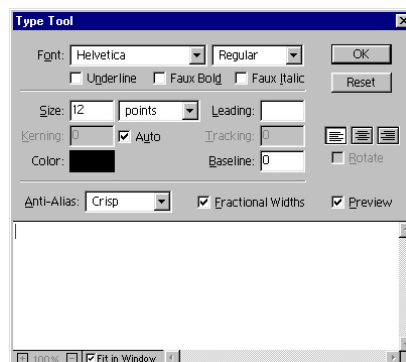 Type Tool
Font: Helvetica Regular OK
Underline Faux Bold Faux Italic Reset
Size: 12 points Leading:
Kerning: 0 Auto Tracking: 0
Color: Baseline: 0 Rotate
Anti-Alias: Crisp Fractional Widths Preview
100% Fit in Window